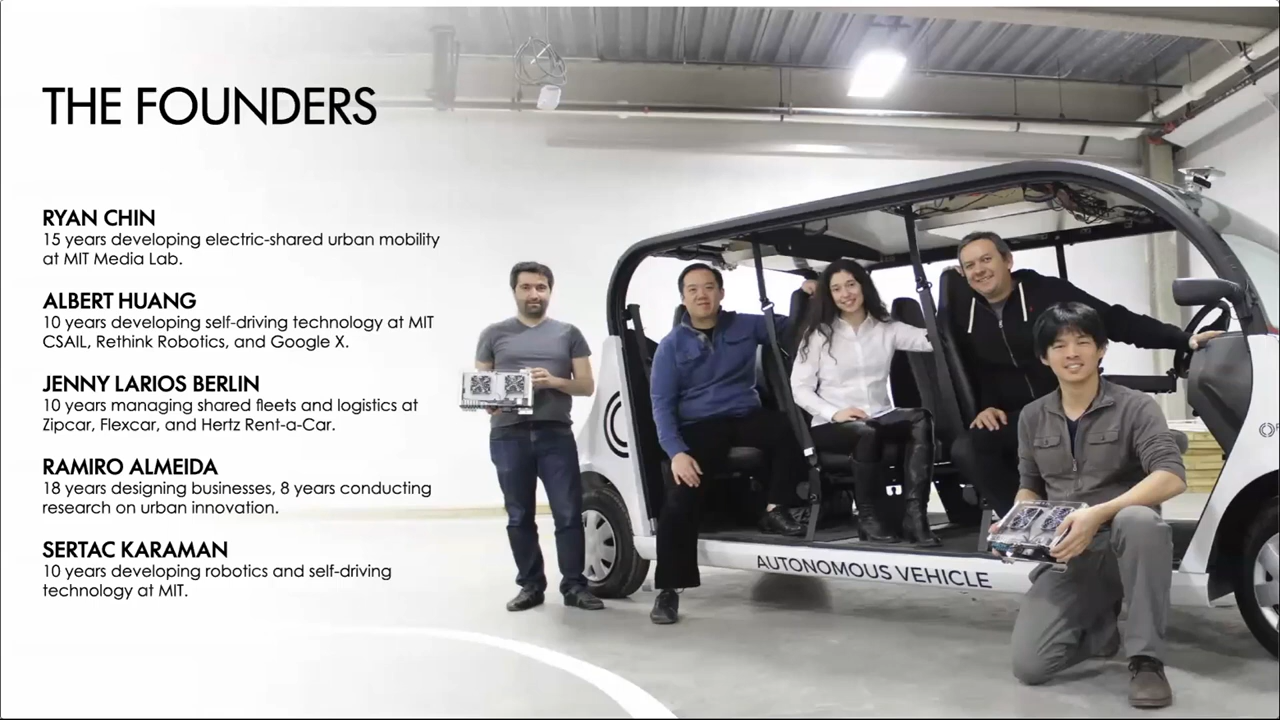 THE FOUNDERS
RYAN CHIN
15 years developing electric-shared urban mobility
at MIT Media Lab.
ALBERT HUANG
10 years developing self-driving technology at MIT
CSAIL, Rethink Robotics, and Google X.
JENNY LARIOS BERLIN
10 years managing shared fleets and logistics at
Zipcar, Flexcar, and Hertz Rent-a-Car.
RAMIRO ALMEIDA
18 years designing businesses, 8 years conducting
research on urban innovation.
SERTAC KARAMAN
10 years developing robotics and self-driving
technology at MIT.
AUTONOMOUS VEHICLE